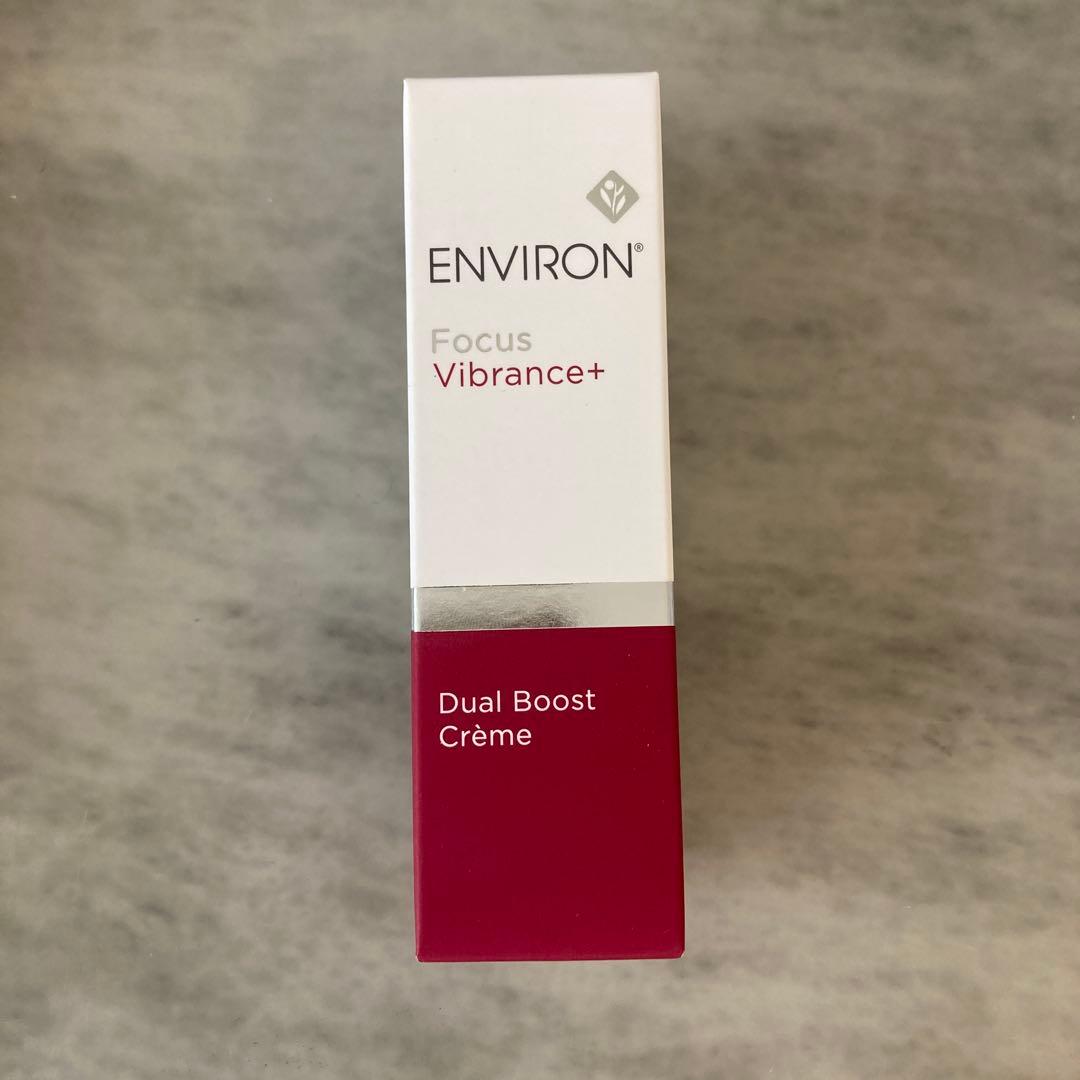 ENVIRON®
Focus
Vibrance+
Dual Boost
Crème